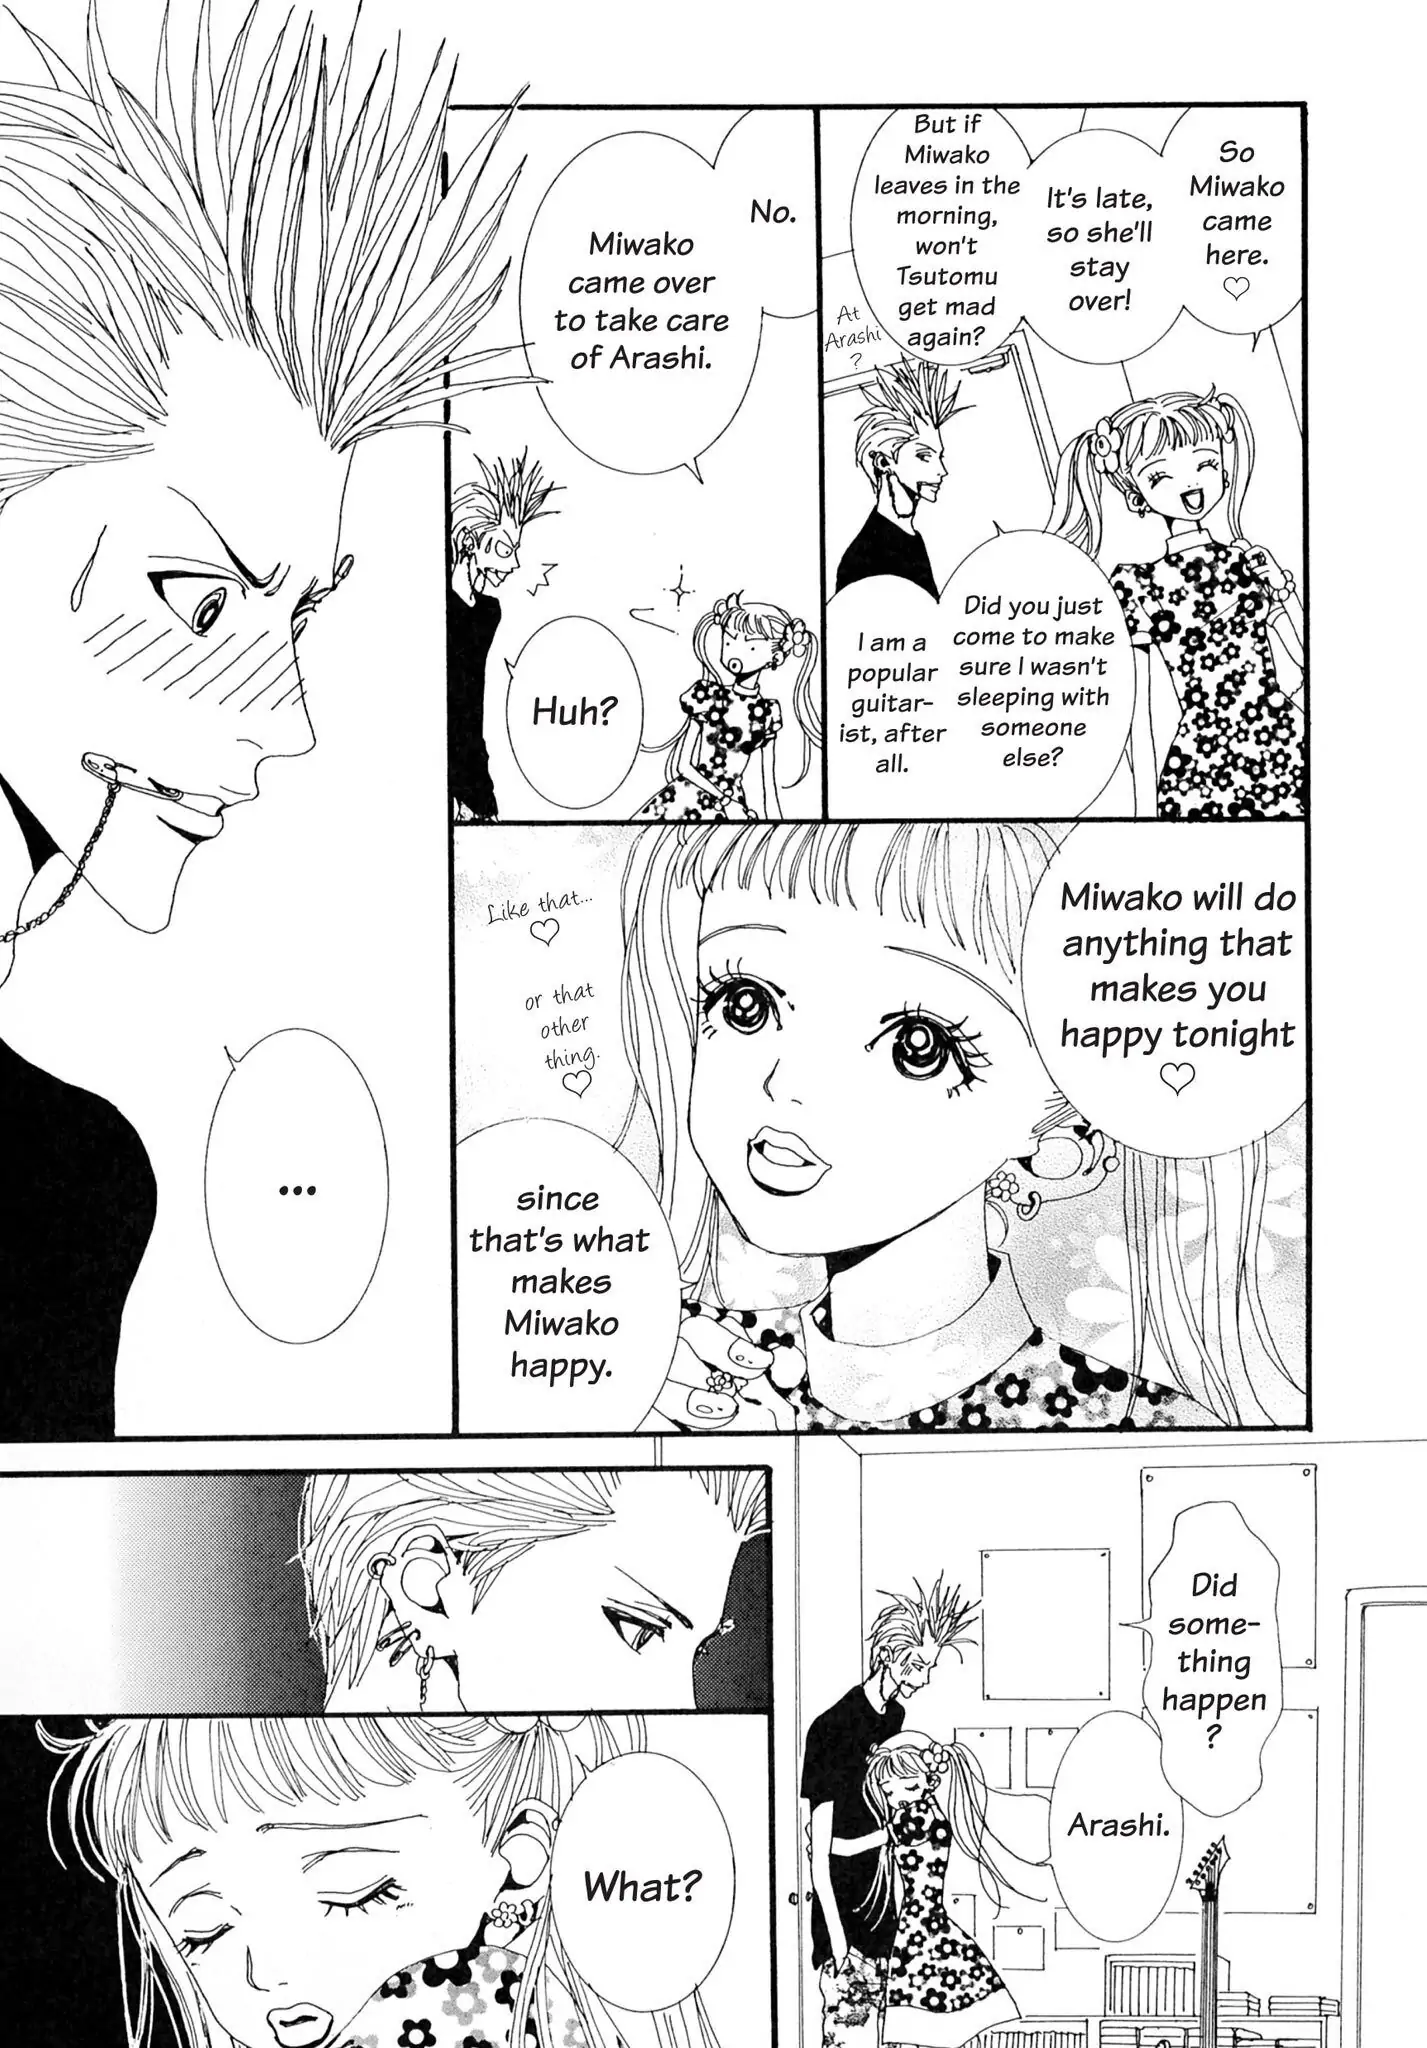 So
Miwako
came
here.
♡
It's late,
so she'll
stay
over!
But if
Miwako
leaves in the
morning,
won't
Tsutomu
get mad
again?
At
Arashi
?
Did you just
come to make
sure I wasn't
sleeping with
someone
else?
I am a
popular
guitar-
ist, after
all.
No.
Miwako
came over
to take care
of Arashi.
Huh?
Miwako will do
anything that
makes you
happy tonight
♡
Like that...
♡
or that
other
thing.
♡
since
that's what
makes
Miwako
happy.
...
Did
some-
thing
happen
?
Arashi.
What?